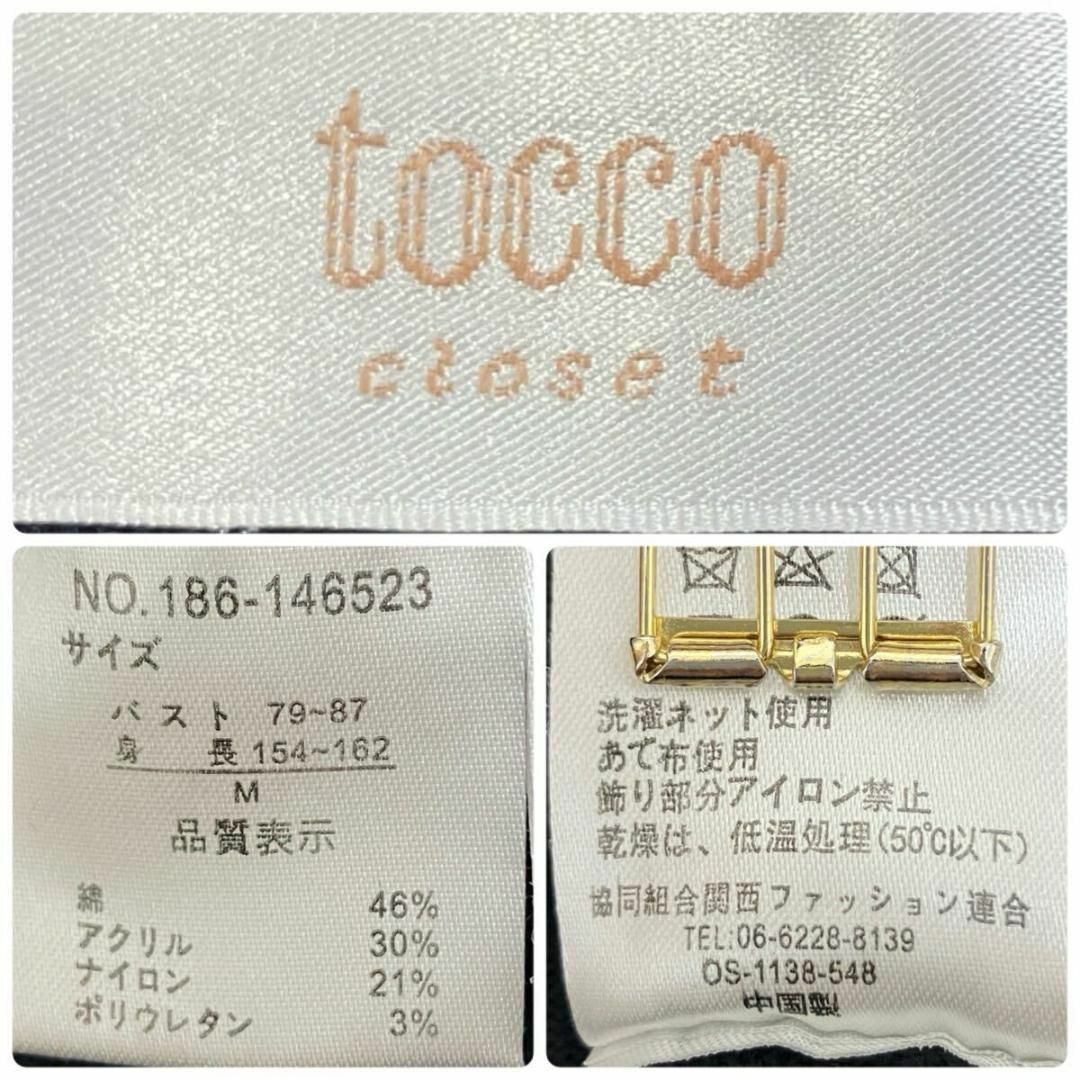 tocco
closet
NO.186-146523
サイズ
バスト 79~87
身 長 154~162
M
品質表示
綿 46%
アクリル 30%
ナイロン 21%
ポリウレタン 3%
洗濯ネット使用
あて布使用
飾り部分アイロン禁止
乾燥は、低温処理(50℃以下)
協同組合関西ファッション連合
TEL:06-6228-8139
OS-1138-548
中国製